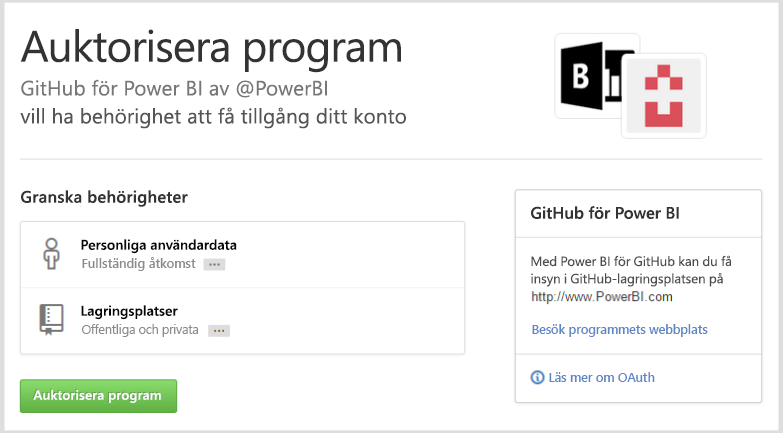 Auktorisera program
GitHub för Power BI av @PowerBI
vill ha behörighet att få tillgång ditt konto
B
Granska behörigheter
Personliga användardata
Fullständig åtkomst ...
Lagringsplatser
Offentliga och privata ...
Auktorisera program
GitHub för Power BI
Med Power BI för GitHub kan du få
insyn i GitHub-lagringsplatsen på
http://www.PowerBI.com
Besök programmets webbplats
Läs mer om OAuth